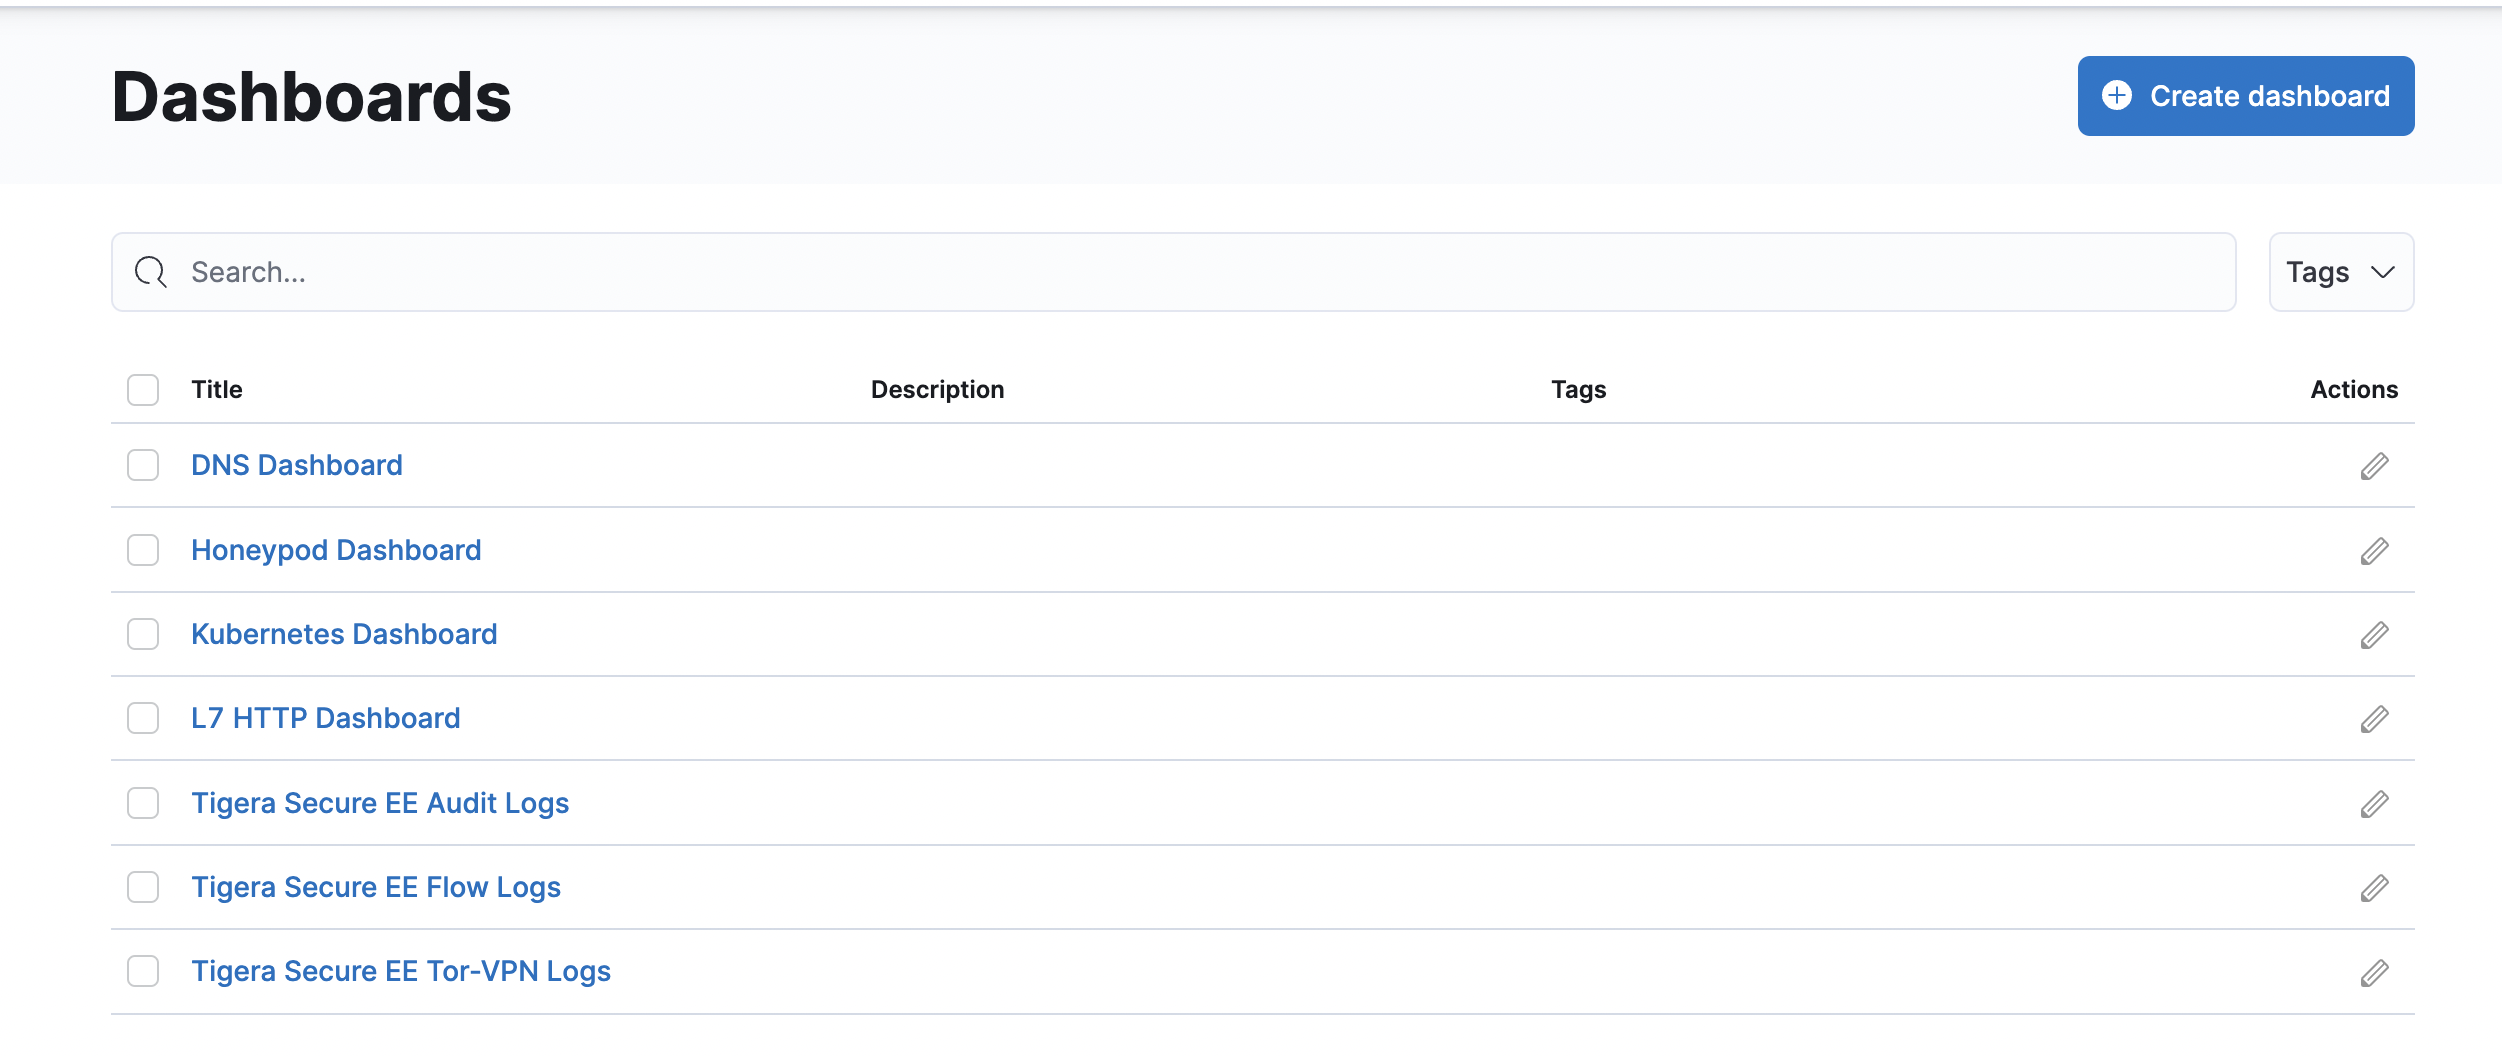 Dashboards
Create dashboard
Search...
Tags
Title Description Tags Actions
DNS Dashboard
Honeypod Dashboard
Kubernetes Dashboard
L7 HTTP Dashboard
Tigera Secure EE Audit Logs
Tigera Secure EE Flow Logs
Tigera Secure EE Tor-VPN Logs